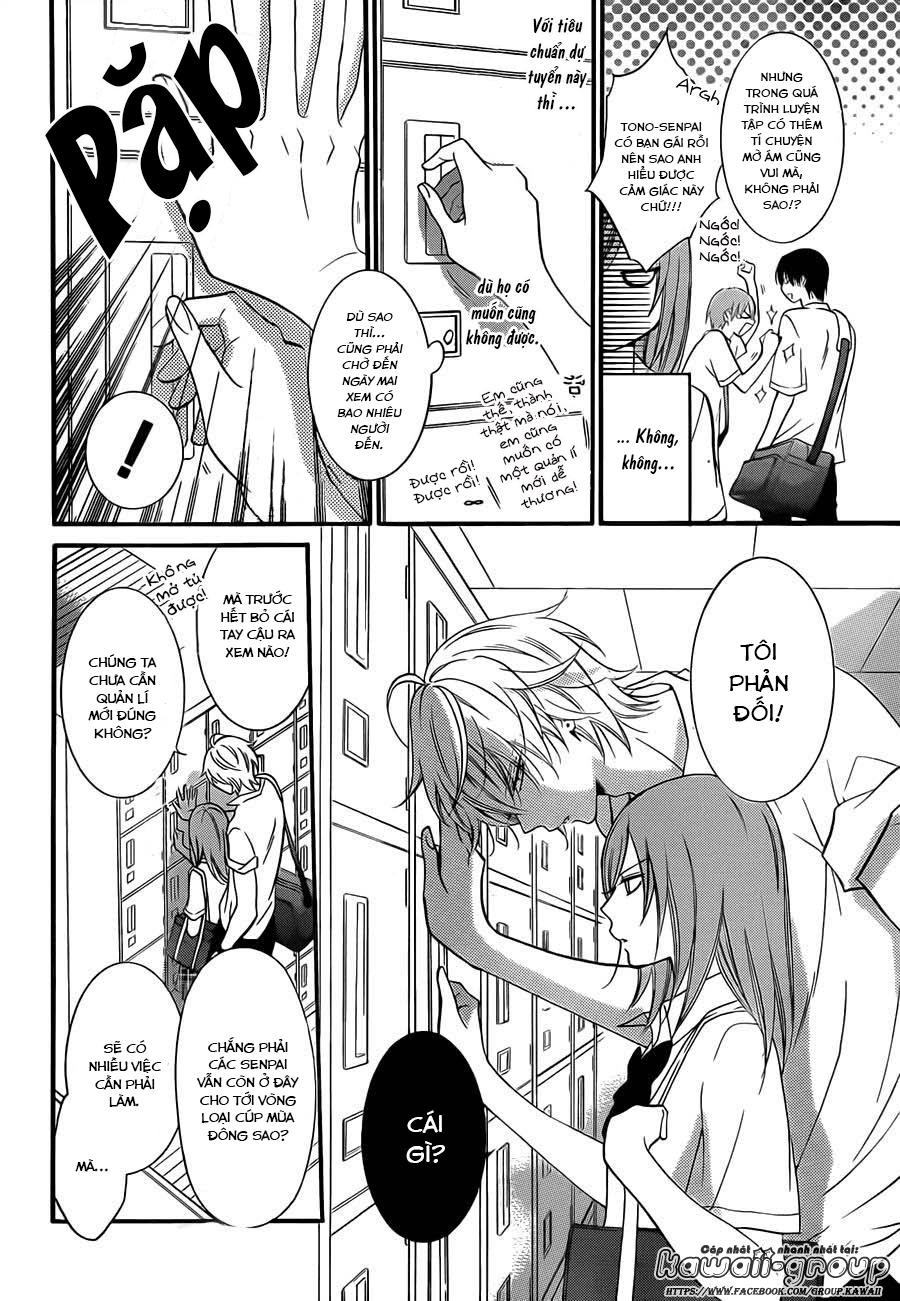 NHƯNG
TRONG QUÁ
TRÌNH LUYỆN
TẬP CÓ THÊM
TÍ CHUYỆN
MỜ ÁM CŨNG
VUI MÀ,
KHÔNG PHẢI
SAO!?
Argh
TONO-SENPAI
CÓ BẠN GÁI RỒI
NÊN SAO ANH
HIỂU ĐƯỢC
CẢM GIÁC NÀY
CHỨ!!!
Ngốc!
Ngốc!
Ngốc!
... Không,
không...
Với tiêu
chuẩn dự
tuyển này
thì ...
dù họ có
muốn cũng
không được.
Em cũng
thế, thành
thật mà nói,
em cũng
muốn có
một quản lí
mới dễ
thương!
Được rồi!
Được rồi!
DÙ SAO
THÌ...
CŨNG PHẢI
CHỜ ĐẾN
NGÀY MAI
XEM CÓ
BAO NHIÊU
NGƯỜI
ĐẾN.
PẶP
!
TÔI
PHẢN
ĐỐI!
CÁI
GÌ?
MÀ TRƯỚC
HẾT BỎ CÁI
TAY CẬU RA
XEM NÀO!
Không
mở tủ
được!
CHÚNG TA
CHƯA CẦN
QUẢN LÍ
MỚI ĐÚNG
KHÔNG?
CHẲNG PHẢI
CÁC SENPAI
VẪN CÒN Ở ĐÂY
CHO TỚI VÒNG
LOẠI CÚP MÙA
ĐÔNG SAO?
SẼ CÓ
NHIỀU VIỆC
CẦN PHẢI
LÀM.
MÀ...
Cập nhật nhanh nhất tại:
kawaii-group
HTTPS://WWW.FACEBOOK.COM/GROUP.KAWAII